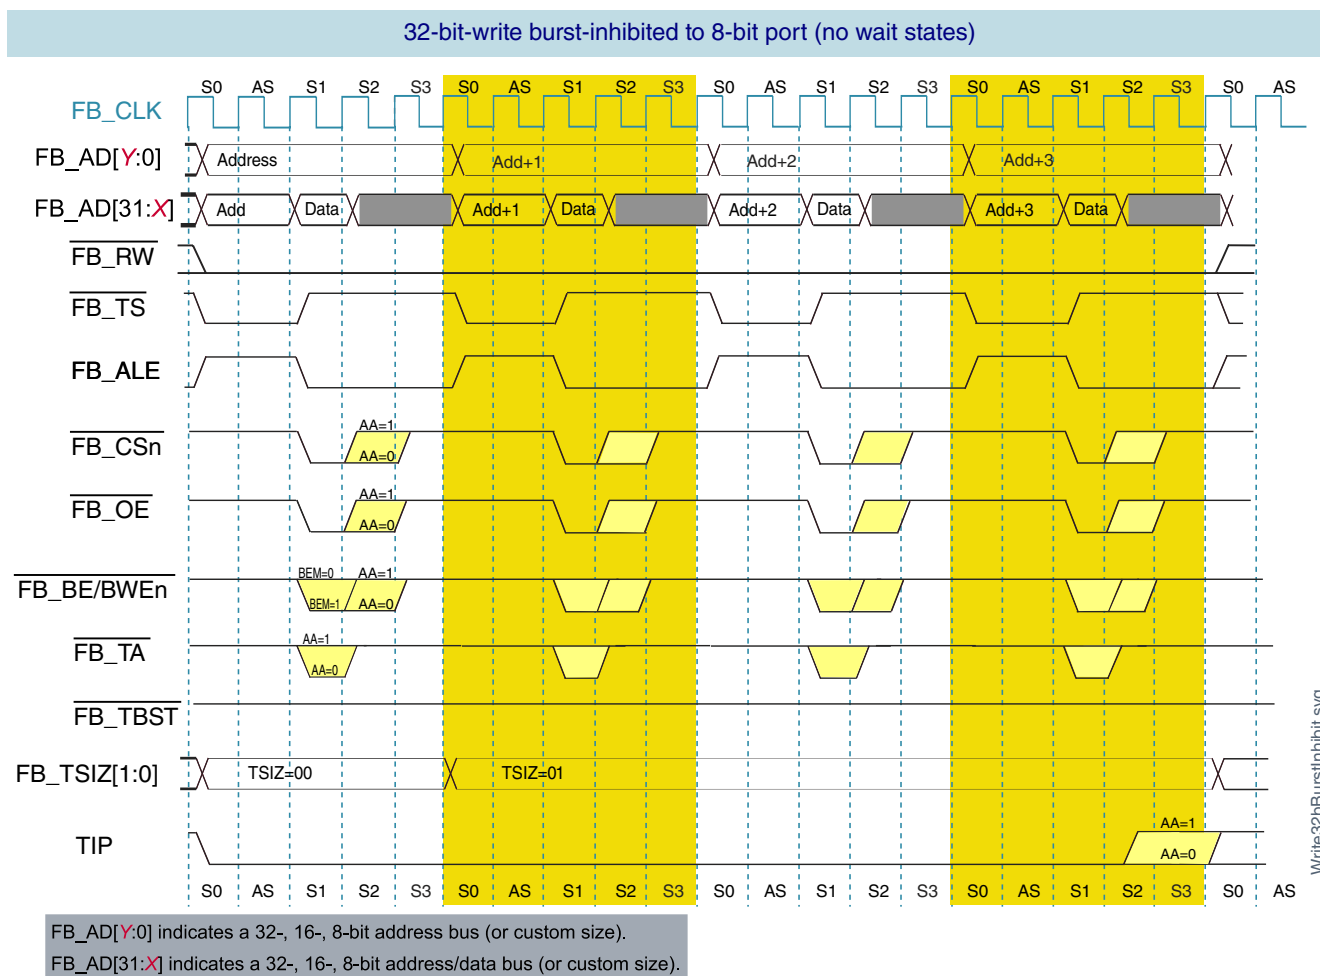 32-bit-write burst-inhibited to 8-bit port (no wait states)
S0 AS S1 S2 S3 S0 AS S1 S2 S3 S0 AS S1 S2 S3 S0 AS S1 S2 S3 S0 AS
FB_CLK
FB_AD[Y:0] Address Add+1 Add+2 Add+3
FB_AD[31:X] Add Data Add+1 Data Add+2 Data Add+3 Data
FB_RW
FB_TS
FB_ALE
AA=1
FB_CSn
AA=0
AA=1
FB_OE
AA=0
BEM=0 AA=1
FB_BE/BWEn
BEM=1 AA=0
AA=1
FB_TA
AA=0
FB_TBST
FB_TSIZ[1:0] TSIZ=00 TSIZ=01
AA=1
TIP
AA=0
S0 AS S1 S2 S3 S0 AS S1 S2 S3 S0 AS S1 S2 S3 S0 AS S1 S2 S3 S0 AS
FB_AD[Y:0] indicates a 32-, 16-, 8-bit address bus (or custom size).
FB_AD[31:X] indicates a 32-, 16-, 8-bit address/data bus (or custom size).
Write32bBurstInhibit.svg